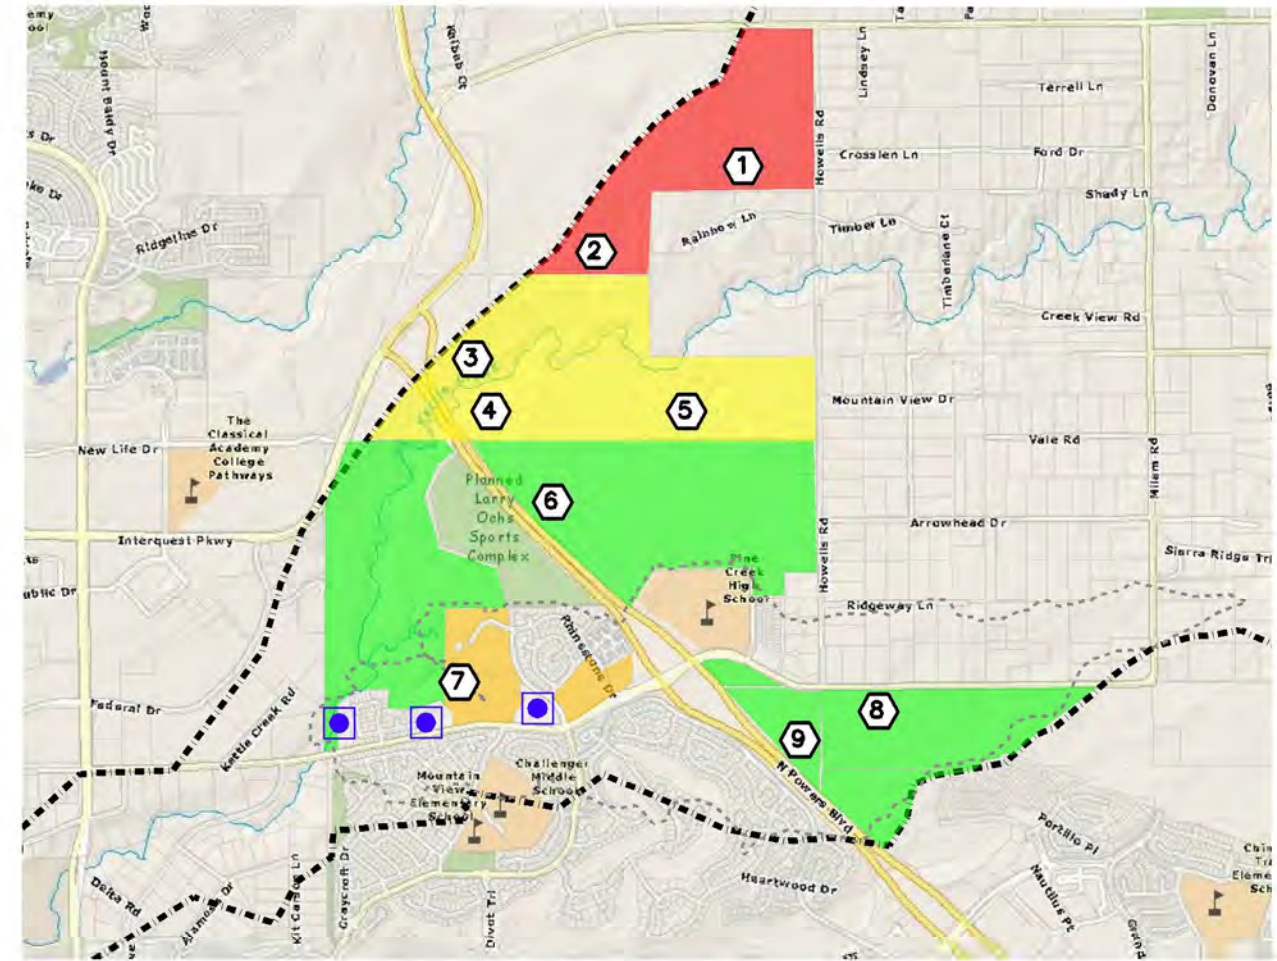 Kalbab Ct
Lindsey Ln
Donovan Ln
Mount Baldy Dr
Terrell Ln
Howells Rd
Crosslen Ln
Ford Dr
1
Shady Ln
Ridgeline Dr
Rainbow Ln
Timber Ln
Timberlane Ct
2
Creek View Rd
3
4
5
Mountain View Dr
The
Classical
Academy
College
Pathways
New Life Dr
Vale Rd
Milam Rd
Planned
Larry
Ochs
Sports
Complex
6
Arrowhead Dr
Interquest Pkwy
Howells Rd
Sierra Ridge Trl
Pine
Creek
High
School
Ridgeway Ln
Rhinestone Dr
7
Federal Dr
Kettle Creek Rd
8
9
N Powers Blvd
Mountain
View
Elementary
School
Challenger
Middle
School
Portillo Pl
Heartwood Dr
Nautilus Pt
Delta Rd
Alamosa Dr
Kit Carson Ln
Graycroft Dr
Divot Trl